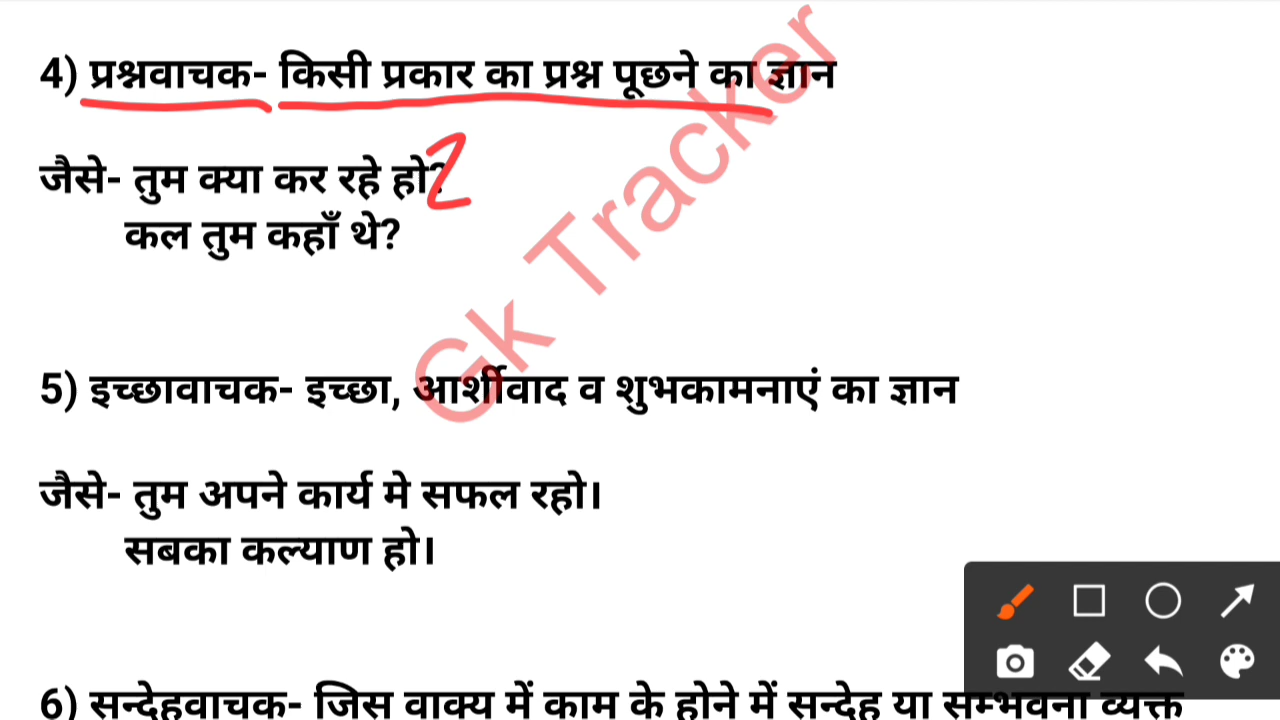 4) प्रश्नवाचक- किसी प्रकार का प्रश्न पूछने का ज्ञान
जैसे- तुम क्या कर रहे हो?
कल तुम कहाँ थे?
5) इच्छावाचक- इच्छा, आर्शीवाद व शुभकामनाएं का ज्ञान
जैसे- तुम अपने कार्य मे सफल रहो।
सबका कल्याण हो।
6) सन्देहवाचक- जिस वाक्य में काम के होने में सन्देह या सम्भवना व्यक्त
Gk Tracker